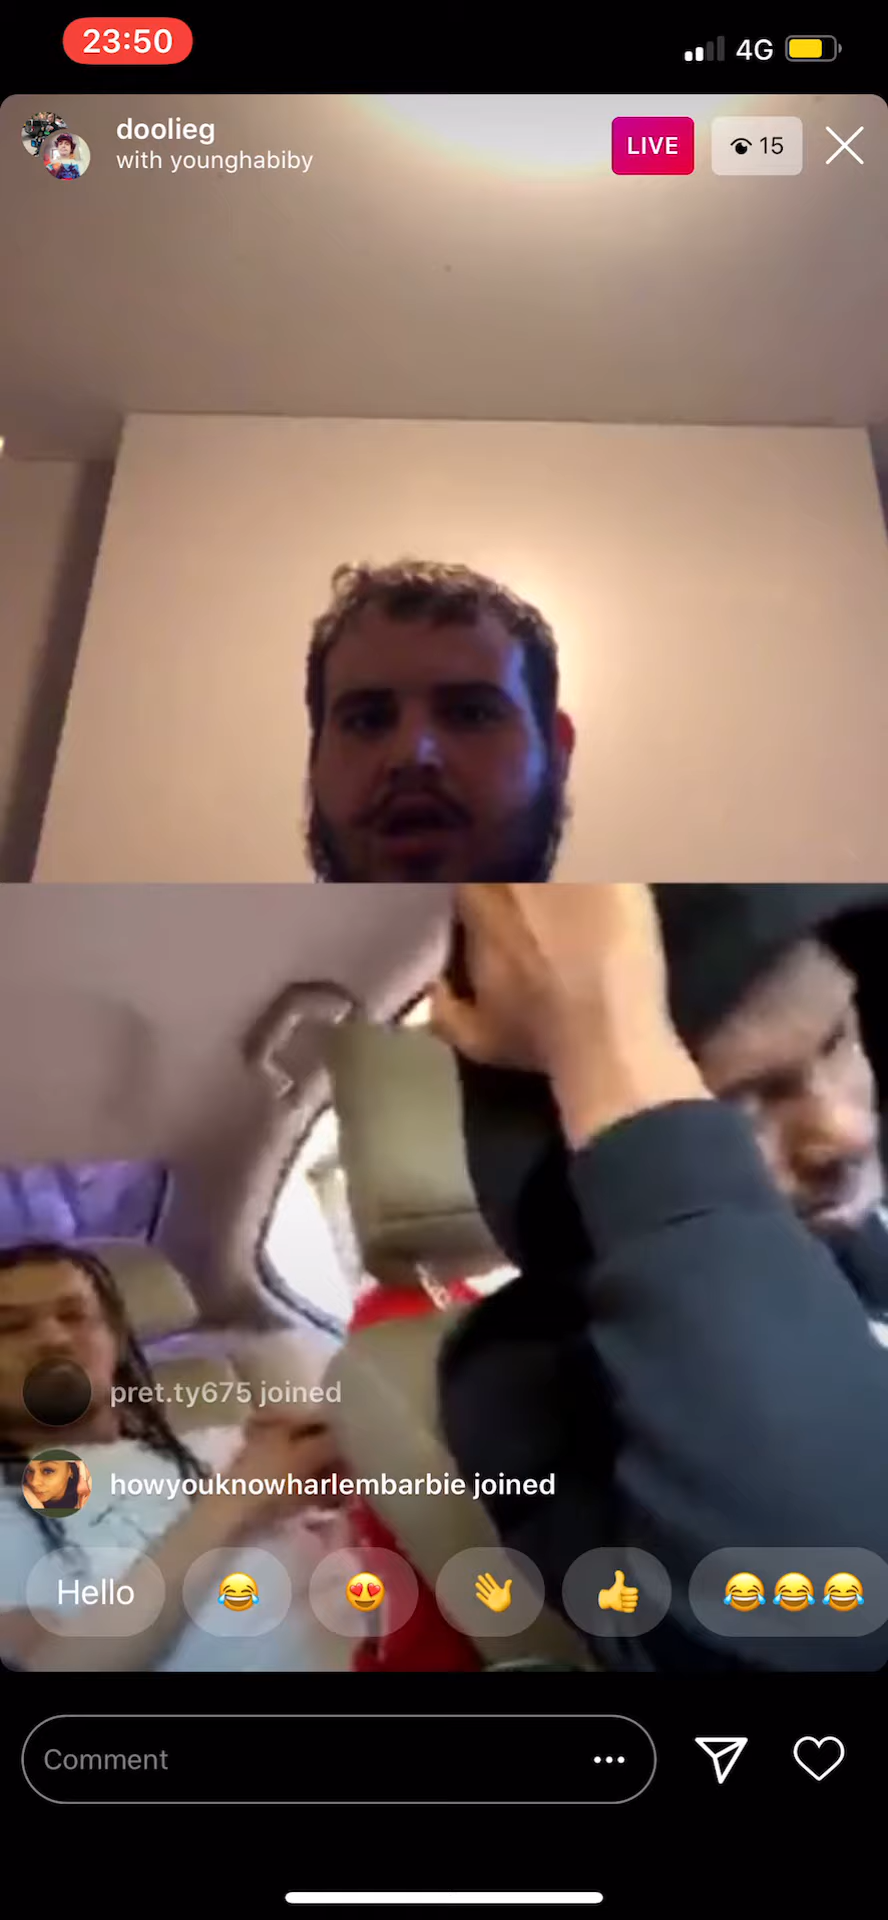 23:50
4G
doolieg
with younghabiby
LIVE
15
pret.ty675 joined
howyouknowharlembarbie joined
Hello
Comment